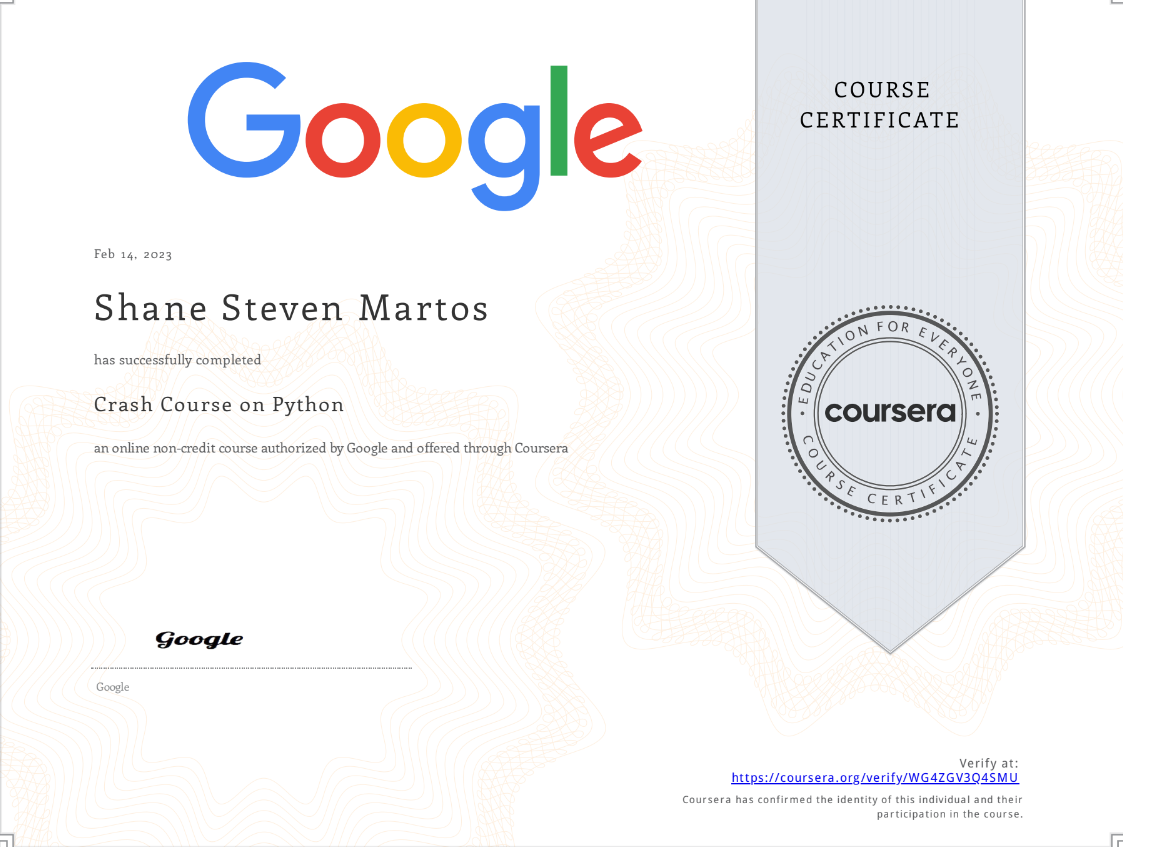 Google
COURSE
CERTIFICATE
Feb 14, 2023
Shane Steven Martos
has successfully completed
Crash Course on Python
an online non-credit course authorized by Google and offered through Coursera
EDUCATION FOR EVERYONE
coursera
COURSE CERTIFICATE
Google
Google
Verify at:
https://coursera.org/verify/WG4ZGV3Q4SMU
Coursera has confirmed the identity of this individual and their
participation in the course.